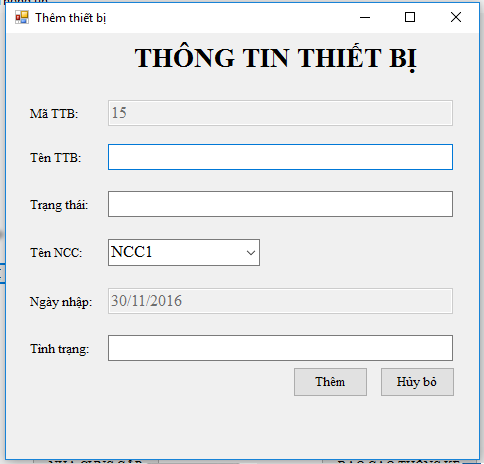 Thêm thiết bị
THÔNG TIN THIẾT BỊ
Mã TTB: 15
Tên TTB:
Trạng thái:
Tên NCC: NCC1
Ngày nhập: 30/11/2016
Tình trạng:
Thêm Hủy bỏ